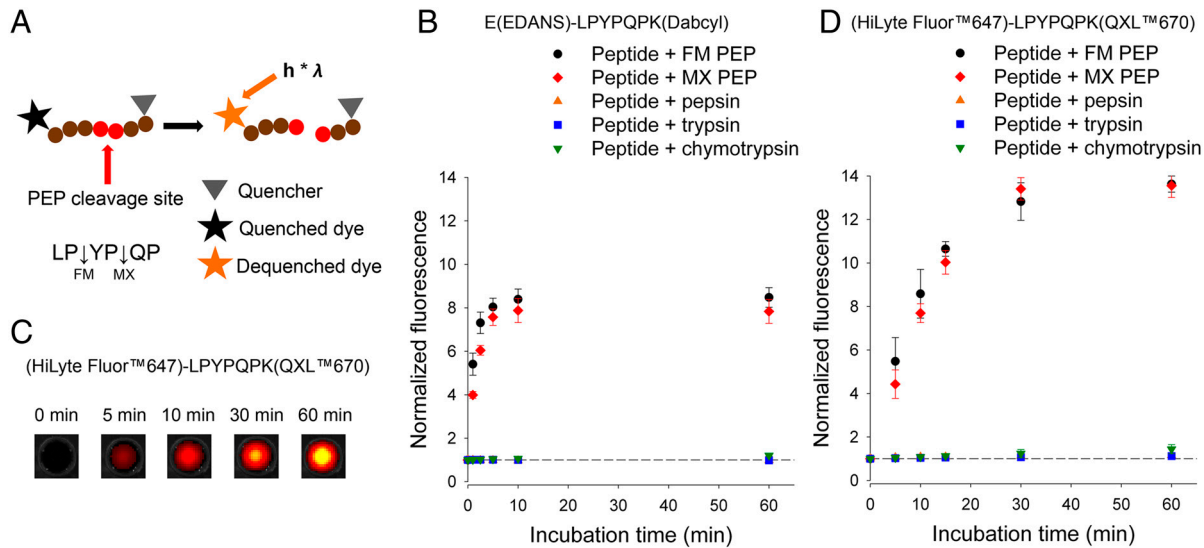 A
h * λ
PEP cleavage site
Quencher
Quenched dye
Dequenched dye
LP↓YP↓QP
FM MX
B
E(EDANS)-LPYPQPK(Dabcyl)
Peptide + FM PEP
Peptide + MX PEP
Peptide + pepsin
Peptide + trypsin
Peptide + chymotrypsin
Normalized fluorescence
14
12
10
8
6
4
2
1
0
0 10 20 30 40 50 60
Incubation time (min)
C
(HiLyte Fluor™647)-LPYPQPK(QXL™670)
0 min 5 min 10 min 30 min 60 min
D
(HiLyte Fluor™647)-LPYPQPK(QXL™670)
Peptide + FM PEP
Peptide + MX PEP
Peptide + pepsin
Peptide + trypsin
Peptide + chymotrypsin
Normalized fluorescence
14
12
10
8
6
4
2
1
0
0 10 20 30 40 50 60
Incubation time (min)